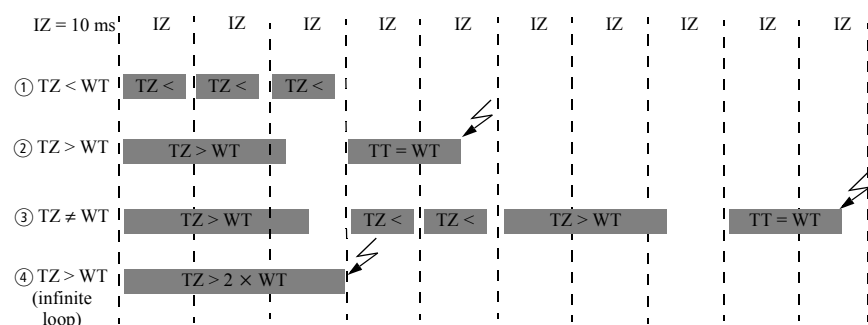 IZ = 10 ms IZ IZ IZ IZ IZ IZ IZ IZ IZ IZ
① TZ < WT TZ < TZ < TZ <
② TZ > WT TZ > WT TT = WT
③ TZ ≠ WT TZ > WT TZ < TZ < TZ > WT TT = WT
④ TZ > WT TZ > 2 × WT
(infinite
loop)